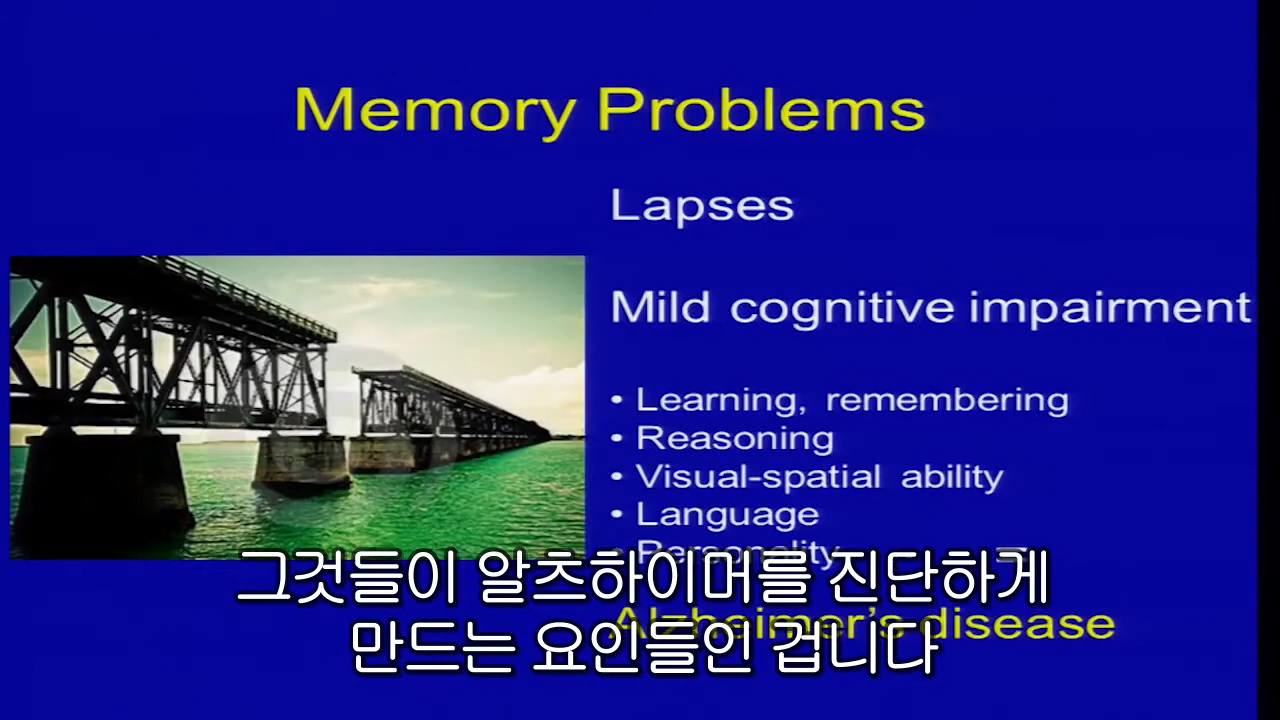 Memory Problems
Lapses
Mild cognitive impairment
• Learning, remembering
• Reasoning
• Visual-spatial ability
• Language
• Personality
Alzheimer's disease
그것들이 알츠하이머를 진단하게
만드는 요인들인 겁니다